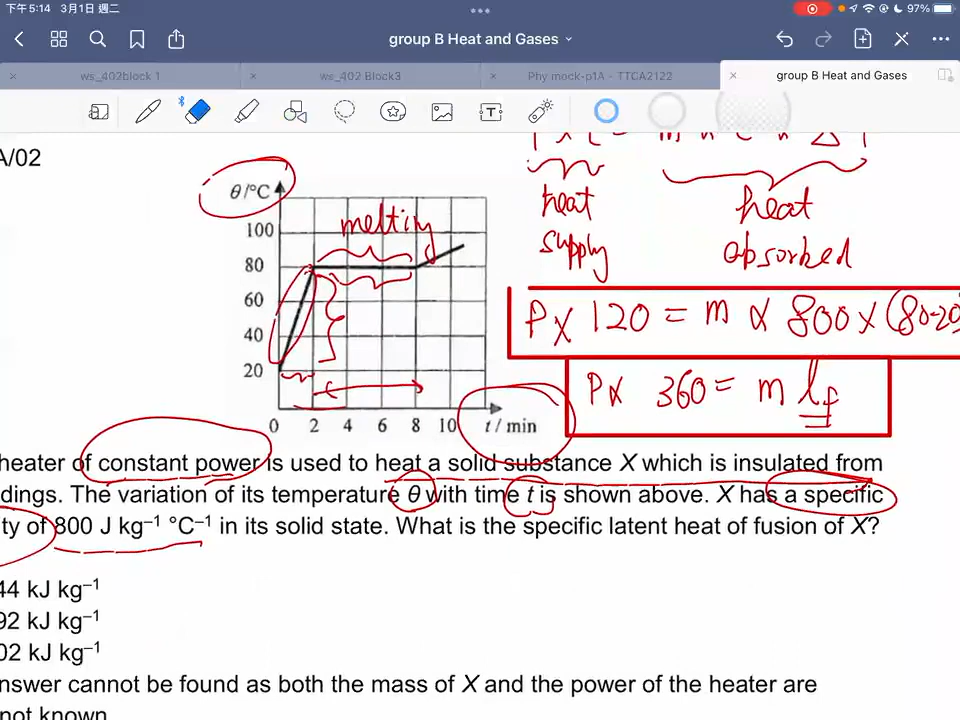 下午5:14 3月1日 週二
97%
group B Heat and Gases
ws_402block 1
ws_402 Block3
Phy mock-p1A - TTCA2122
group B Heat and Gases
A/02
θ/°C
100
80
60
40
20
0 2 4 6 8 10 t / min
melting
heat supply
heat absorbed
P x 120 = m x 800 x (80-20)
P x 360 = m lf
heater of constant power is used to heat a solid substance X which is insulated from
dings. The variation of its temperature θ with time t is shown above. X has a specific
ty of 800 J kg⁻¹ °C⁻¹ in its solid state. What is the specific latent heat of fusion of X?
44 kJ kg⁻¹
92 kJ kg⁻¹
02 kJ kg⁻¹
nswer cannot be found as both the mass of X and the power of the heater are
not known.